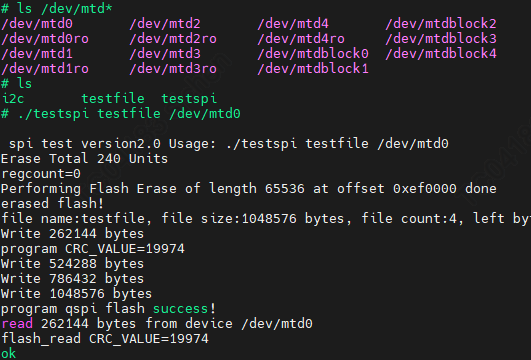 # ls /dev/mtd*
/dev/mtd0 /dev/mtd2 /dev/mtd4 /dev/mtdblock2
/dev/mtd0ro /dev/mtd2ro /dev/mtd4ro /dev/mtdblock3
/dev/mtd1 /dev/mtd3 /dev/mtdblock0 /dev/mtdblock4
/dev/mtd1ro /dev/mtd3ro /dev/mtdblock1
# ls
i2c testfile testspi
# ./testspi testfile /dev/mtd0
spi test version2.0 Usage: ./testspi testfile /dev/mtd0
Erase Total 240 Units
regcount=0
Performing Flash Erase of length 65536 at offset 0xef0000 done
erased flash!
file name:testfile, file size:1048576 bytes, file count:4, left by
Write 262144 bytes
program CRC_VALUE=19974
Write 524288 bytes
Write 786432 bytes
Write 1048576 bytes
program qspi flash success!
read 262144 bytes from device /dev/mtd0
flash_read CRC_VALUE=19974
ok